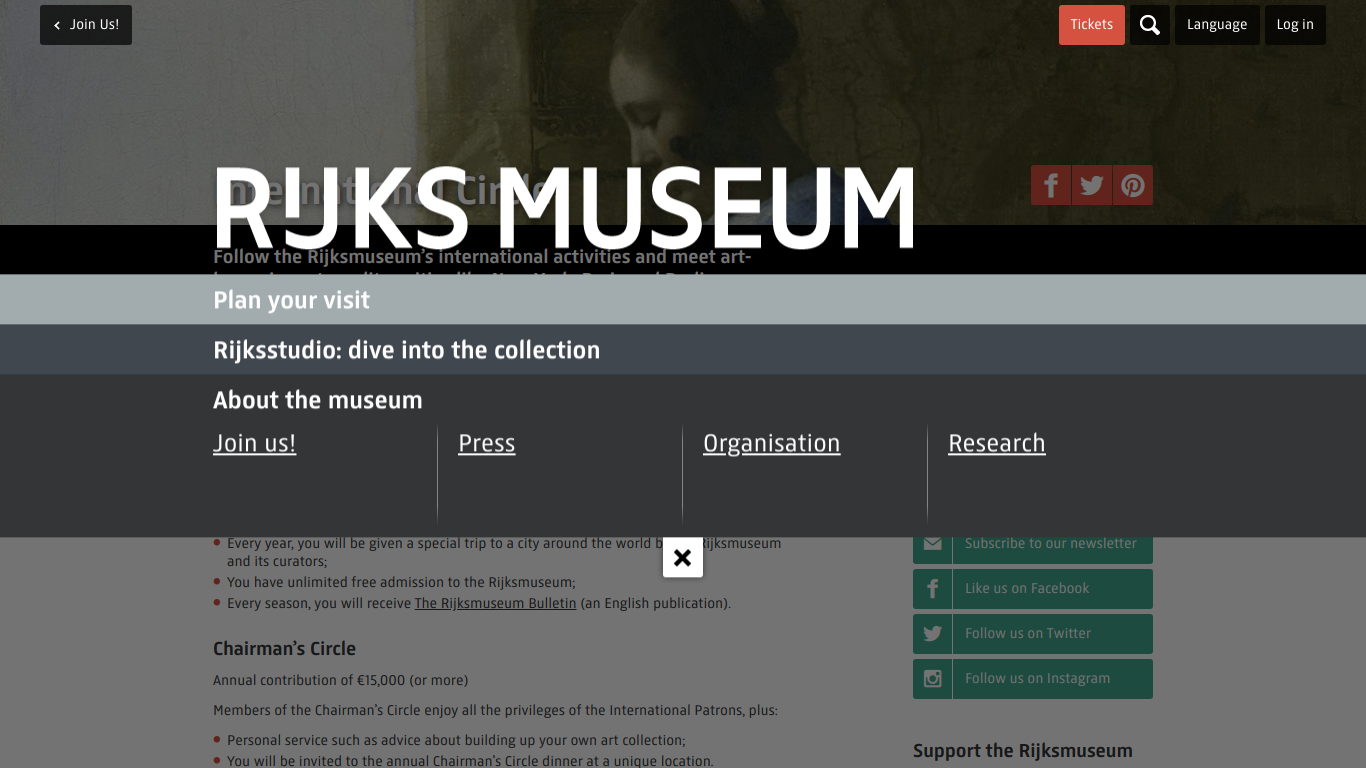 Join Us!
Tickets
Language
Log in
International Circle
RIJKS MUSEUM
Follow the Rijksmuseum's international activities and meet art-
Plan your visit
Rijksstudio: dive into the collection
About the museum
Join us!
Press
Organisation
Research
Every year, you will be given a special trip to a city around the world Rijksmuseum
and its curators;
You have unlimited free admission to the Rijksmuseum;
Every season, you will receive The Rijksmuseum Bulletin (an English publication).
Chairman's Circle
Annual contribution of €15,000 (or more)
Members of the Chairman's Circle enjoy all the privileges of the International Patrons, plus:
Personal service such as advice about building up your own art collection;
You will be invited to the annual Chairman's Circle dinner at a unique location.
Subscribe to our newsletter
Like us on Facebook
Follow us on Twitter
Follow us on Instagram
Support the Rijksmuseum